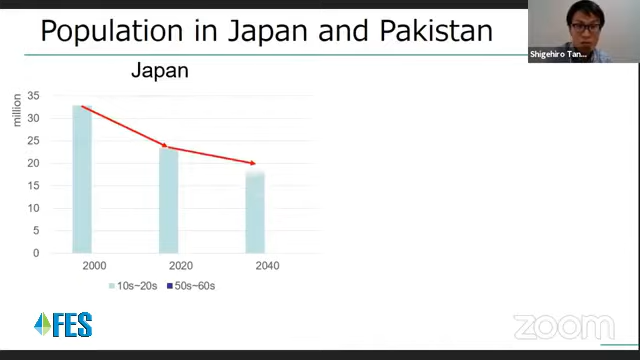 Population in Japan and Pakistan
Shigehiro Tan...
Japan
million
35
30
25
20
15
10
5
0
2000 2020 2040
10s~20s 50s~60s
FES
zoom